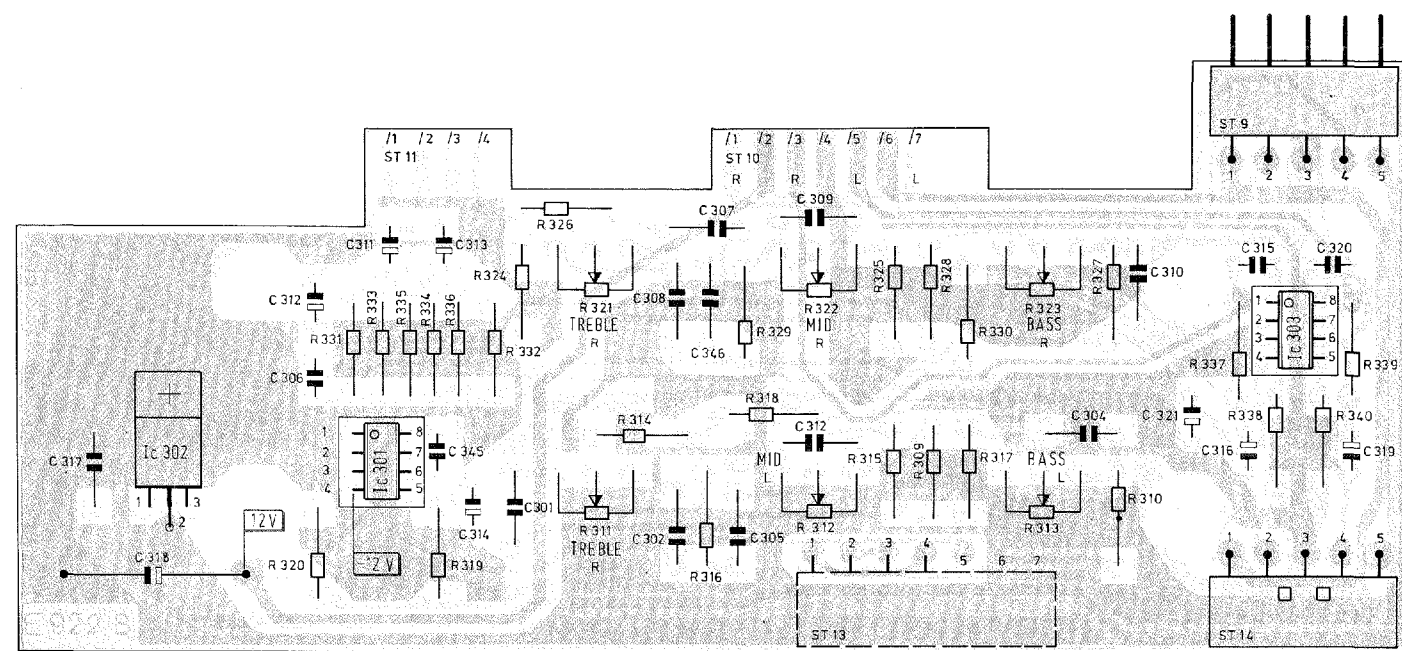 ST 9
1 2 3 4 5
/1 /2 /3 /4
ST 11
/1 /2 /3 /4 /5 /6 /7
ST 10
R R L L
R 326
C 307
C 309
C 311
C 313
R 324
R 321
TREBLE
R
C 308
C 346
R 329
R 322
MID
R
R 325
R 328
R 330
R 323
BASS
R
R 327
C 310
C 315
C 320
C 312
R 331
R 333
R 335
R 334
R 336
R 332
C 306
1 8
2 7
3 6
4 5
Ic 303
R 337
R 339
C 321
R 338
R 340
C 316
C 319
Ic 302
1 2 3
C 317
12V
C 318
1 8
2 7
3 6
4 5
Ic 301
C 345
C 314
C 301
R 320
-12V
R 319
R 314
R 318
C 312
MID
L
R 312
R 311
TREBLE
R
C 302
R 316
C 305
R 315
R 309
R 317
C 304
BASS
L
R 313
R 310
1 2 3 4 5 6 7
ST 13
1 2 3 4 5
ST 14